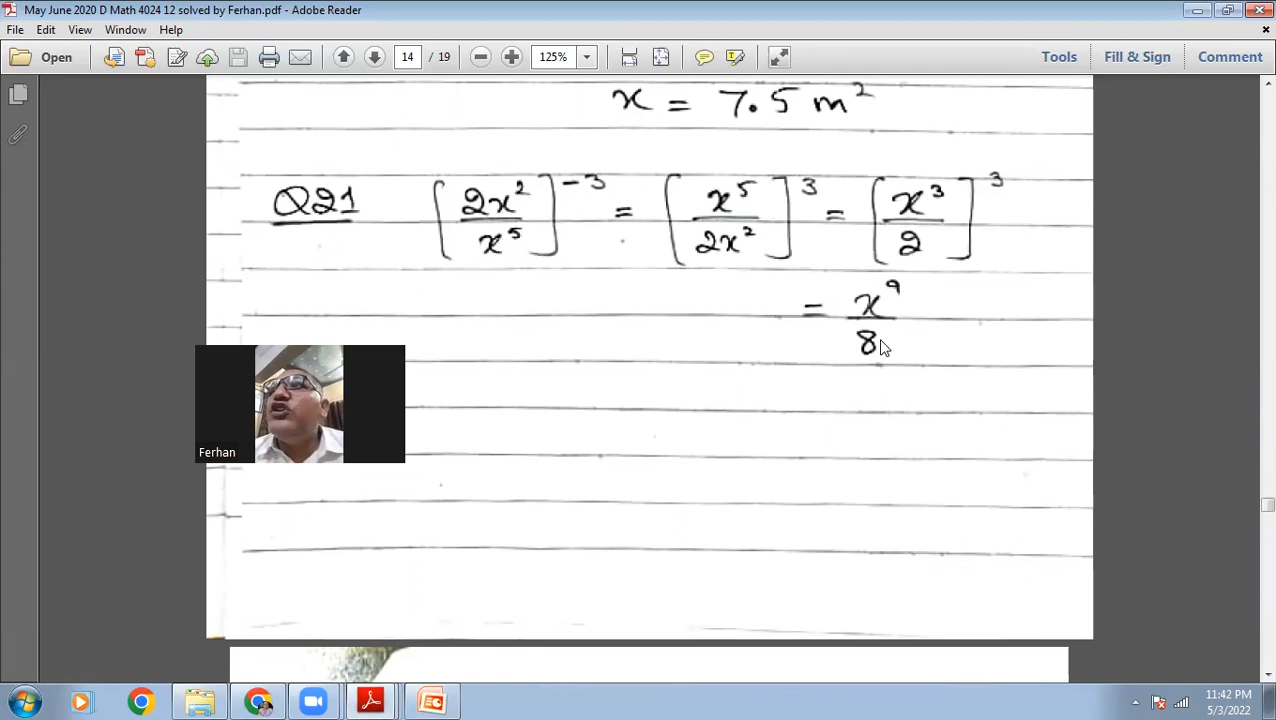 May June 2020 D Math 4024 12 solved by Ferhan.pdf - Adobe Reader
File Edit View Window Help
Open 14 / 19 125% Tools Fill & Sign Comment
x = 7.5 m²
Q21 [2x²/x⁵]⁻³ = [x⁵/2x²]³ = [x³/2]³
= x⁹/8
Ferhan
11:42 PM
5/3/2022